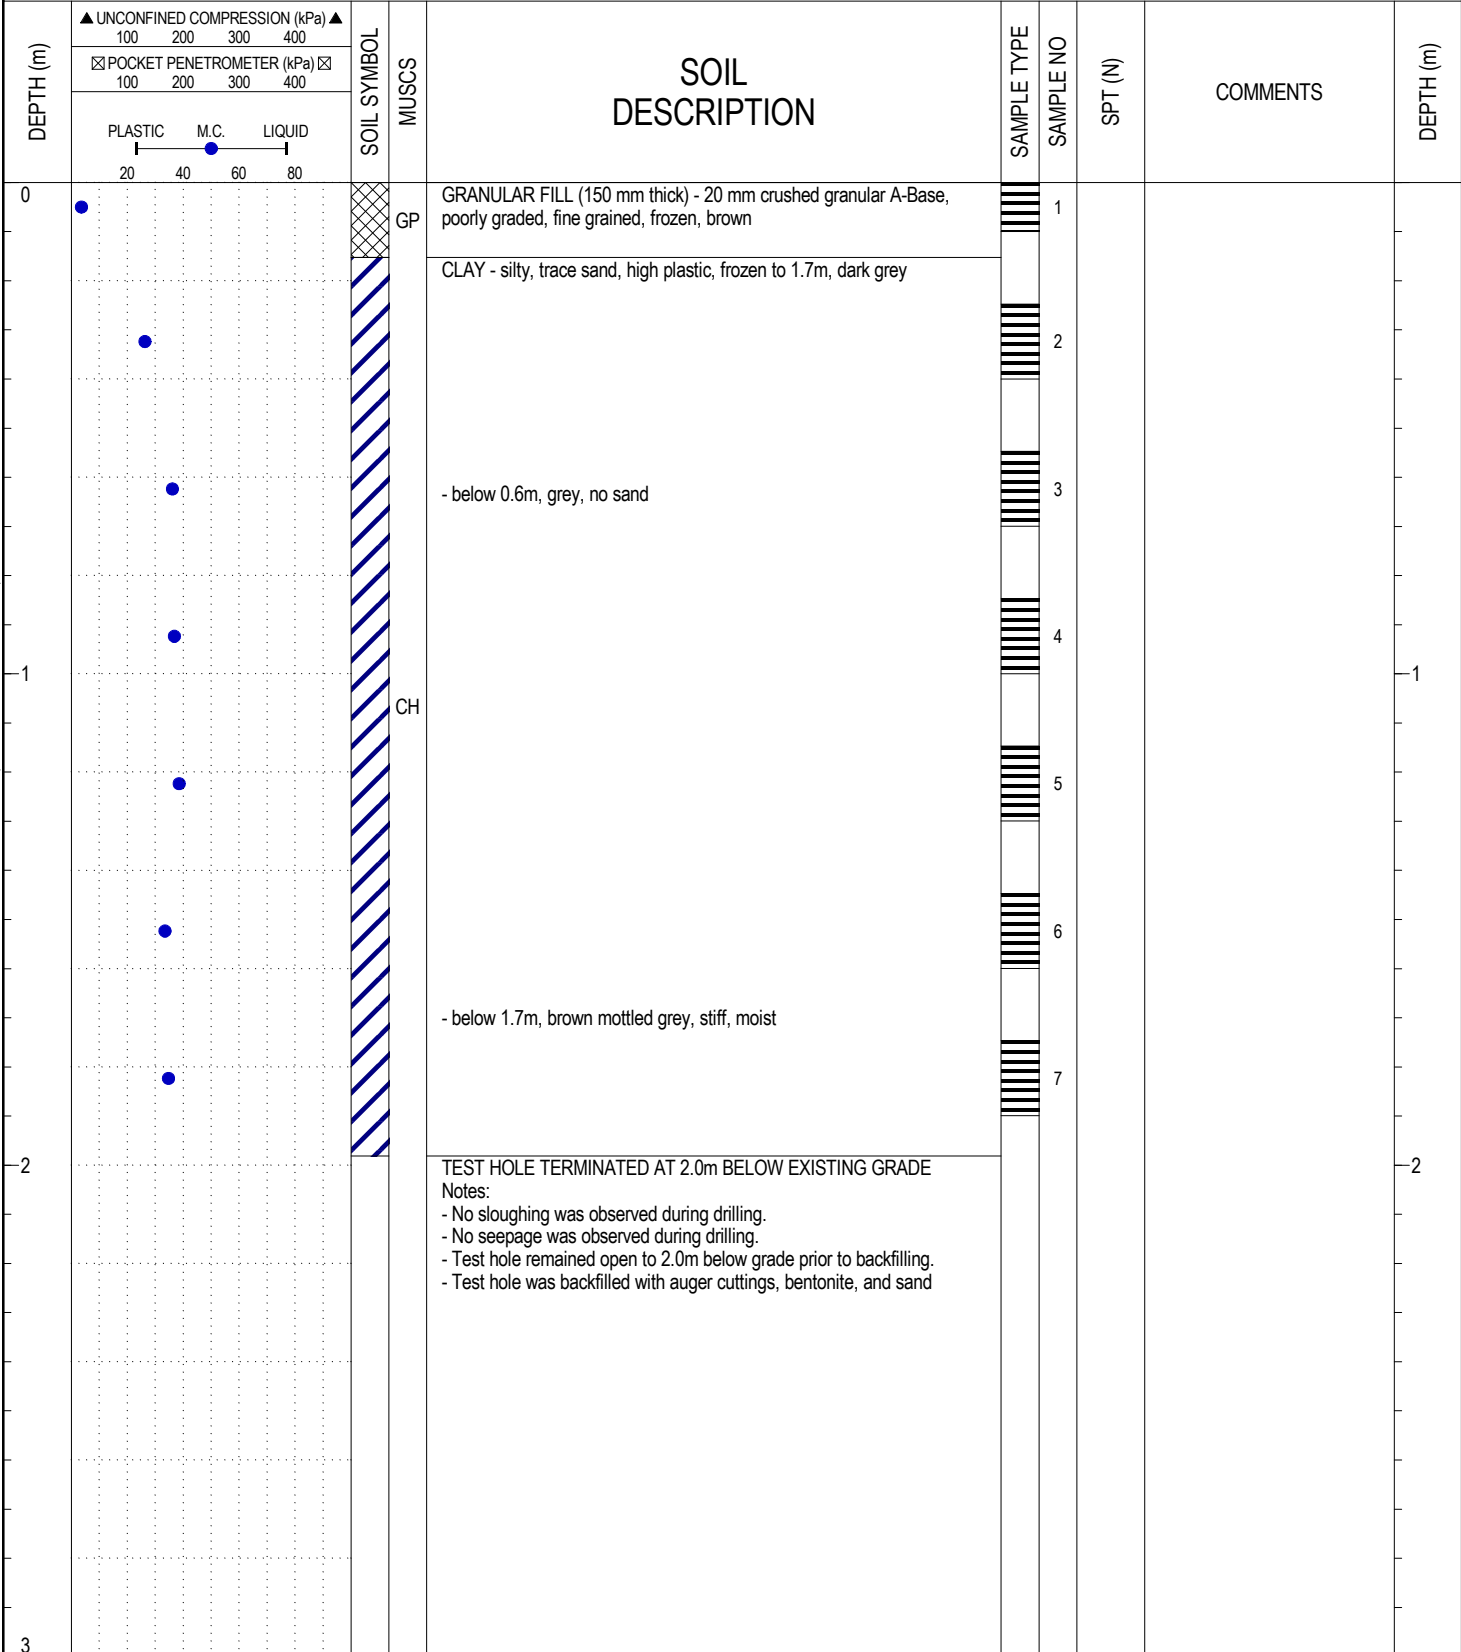 DEPTH (m)
▲ UNCONFINED COMPRESSION (kPa) ▲
100 200 300 400
☒ POCKET PENETROMETER (kPa) ☒
100 200 300 400
PLASTIC M.C. LIQUID
20 40 60 80
SOIL SYMBOL
MUSCS
SOIL
DESCRIPTION
SAMPLE TYPE
SAMPLE NO
SPT (N)
COMMENTS
DEPTH (m)
0
GP
GRANULAR FILL (150 mm thick) - 20 mm crushed granular A-Base,
poorly graded, fine grained, frozen, brown
1
CLAY - silty, trace sand, high plastic, frozen to 1.7m, dark grey
2
- below 0.6m, grey, no sand
3
4
1
1
CH
5
6
- below 1.7m, brown mottled grey, stiff, moist
7
2
2
TEST HOLE TERMINATED AT 2.0m BELOW EXISTING GRADE
Notes:
- No sloughing was observed during drilling.
- No seepage was observed during drilling.
- Test hole remained open to 2.0m below grade prior to backfilling.
- Test hole was backfilled with auger cuttings, bentonite, and sand
3